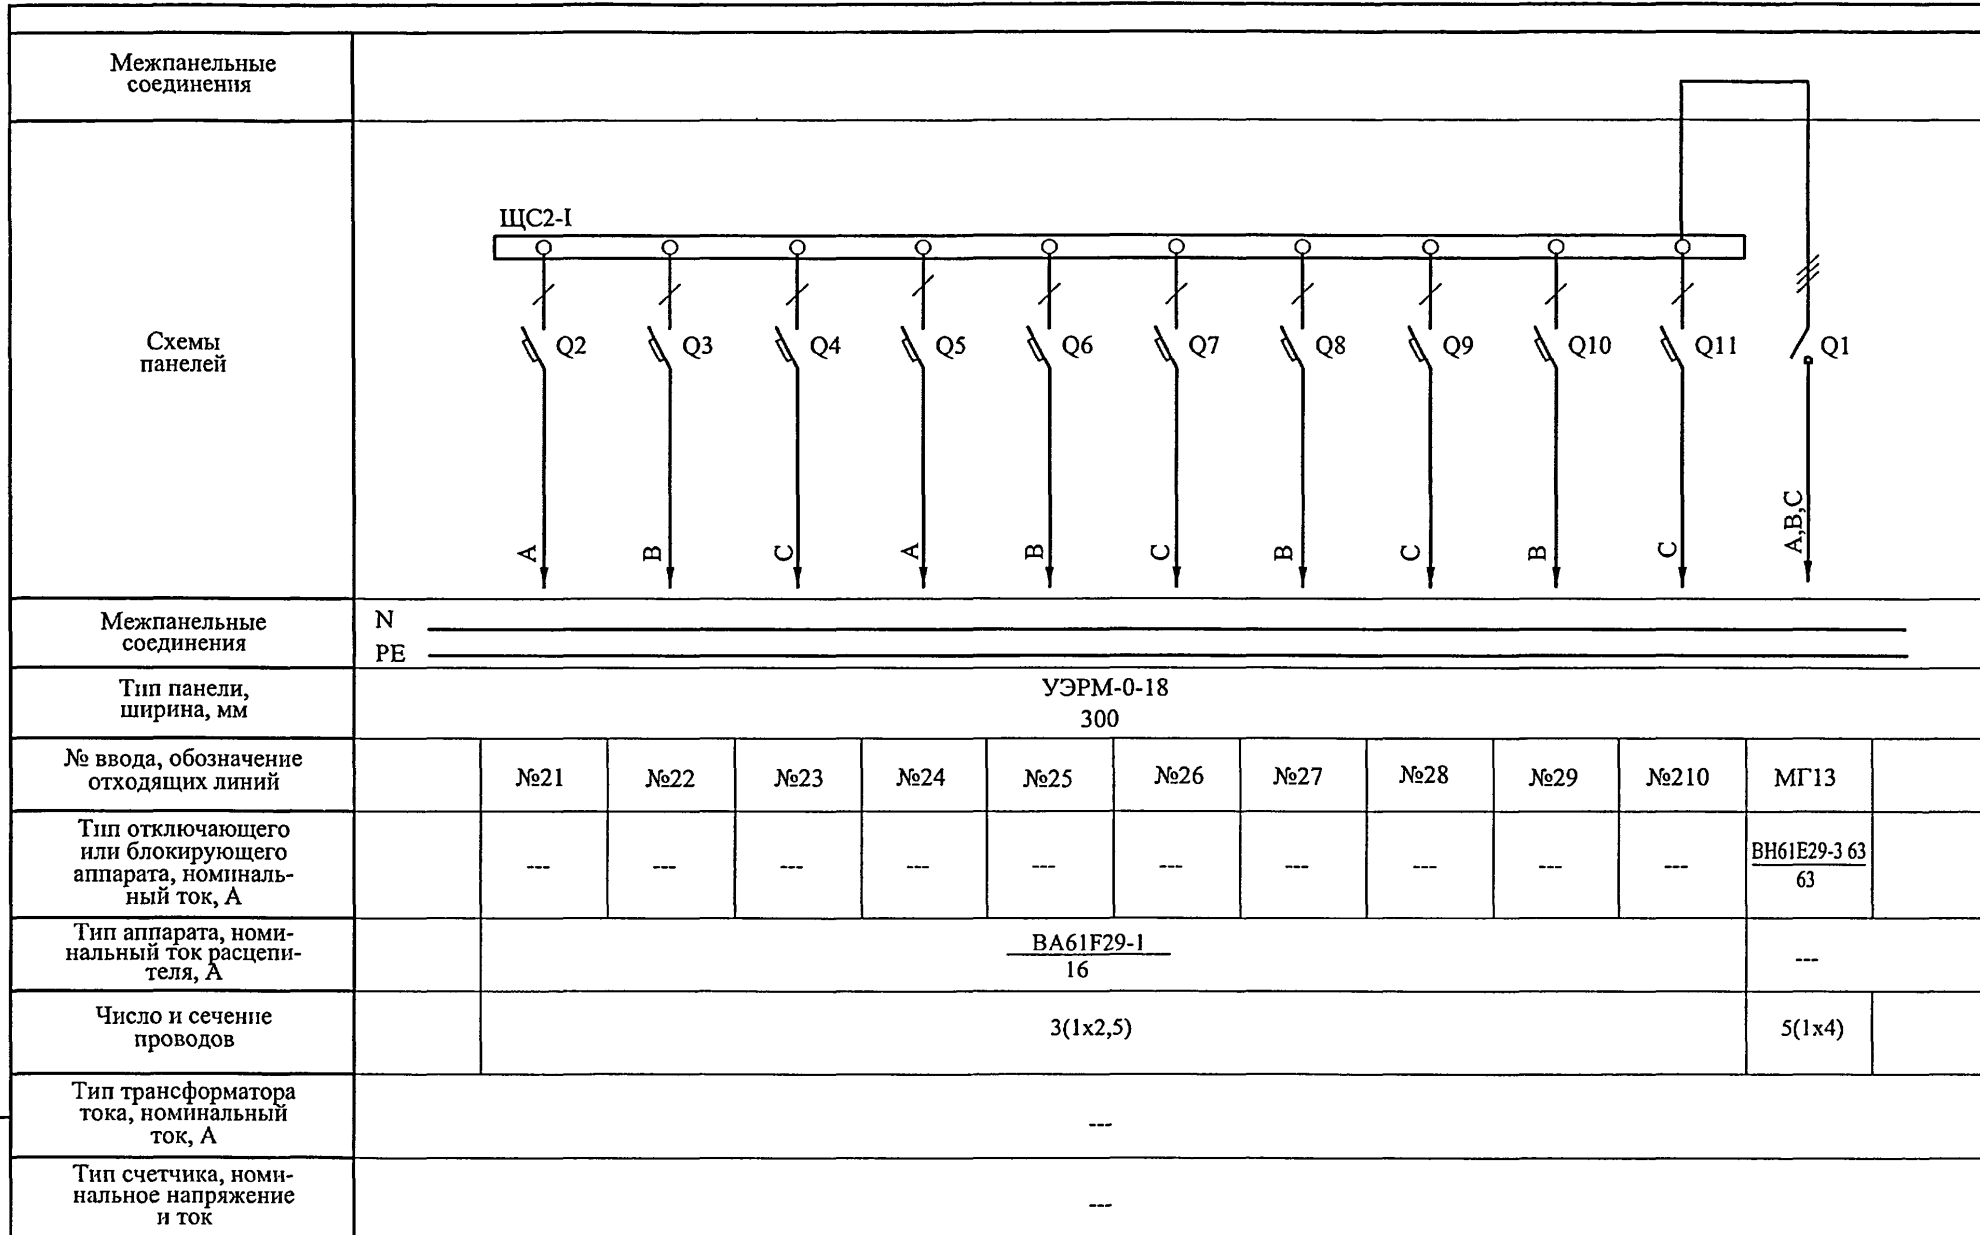 Межпанельные
соединения
Схемы
панелей
ЩС2-I
Q2
Q3
Q4
Q5
Q6
Q7
Q8
Q9
Q10
Q11
Q1
A
B
C
A
B
C
B
C
B
C
A,B,C
Межпанельные
соединения
N
PE
Тип панели,
ширина, мм
УЭРМ-0-18
300
№ ввода, обозначение
отходящих линий
№21
№22
№23
№24
№25
№26
№27
№28
№29
№210
МГ13
Тип отключающего
или блокирующего
аппарата, номиналь-
ный ток, А
---
---
---
---
---
---
---
---
---
---
ВН61Е29-3 63
63
Тип аппарата, номи-
нальный ток расцепи-
теля, А
ВА61F29-1
16
---
Число и сечение
проводов
3(1х2,5)
5(1х4)
Тип трансформатора
тока, номинальный
ток, А
---
Тип счетчика, номи-
нальное напряжение
и ток
---